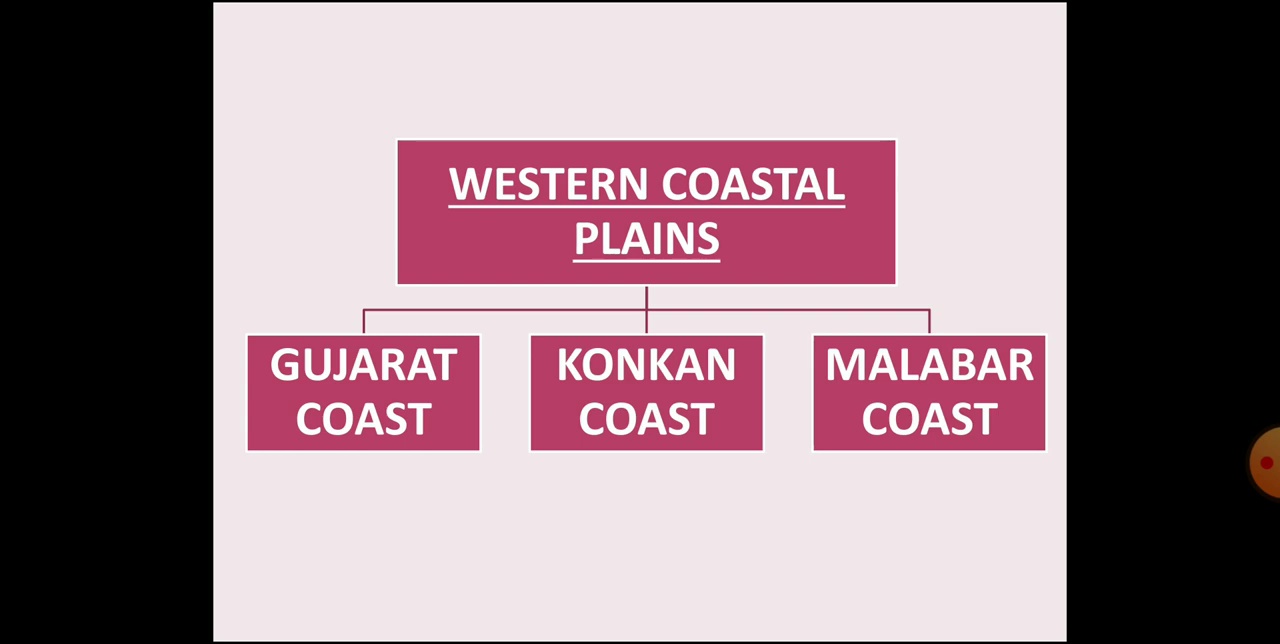 WESTERN COASTAL
PLAINS
GUJARAT
COAST
KONKAN
COAST
MALABAR
COAST